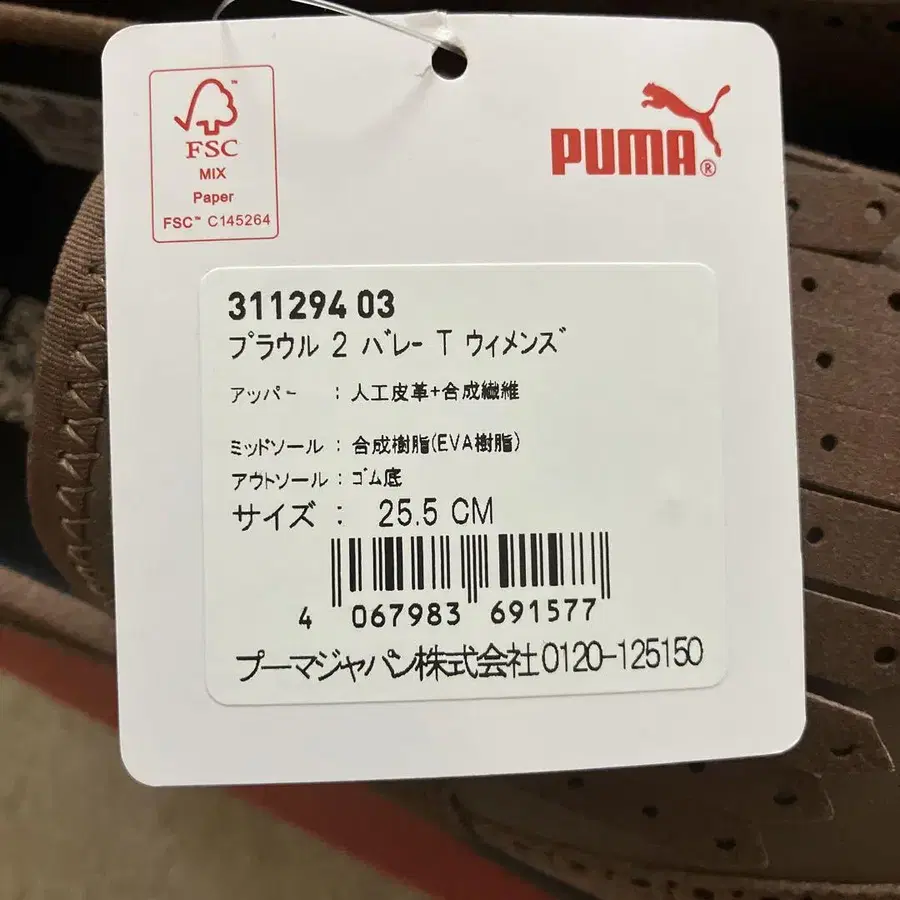 FSC™
MIX
Paper
FSC™ C145264
PUMA®
311294 03
プラウル 2 バレー T ウィメンズ
アッパー : 人工皮革+合成繊維
ミッドソール : 合成樹脂(EVA樹脂)
アウトソール : ゴム底
サイズ : 25.5 CM
4 067983 691577
プーマジャパン株式会社 0120-125150